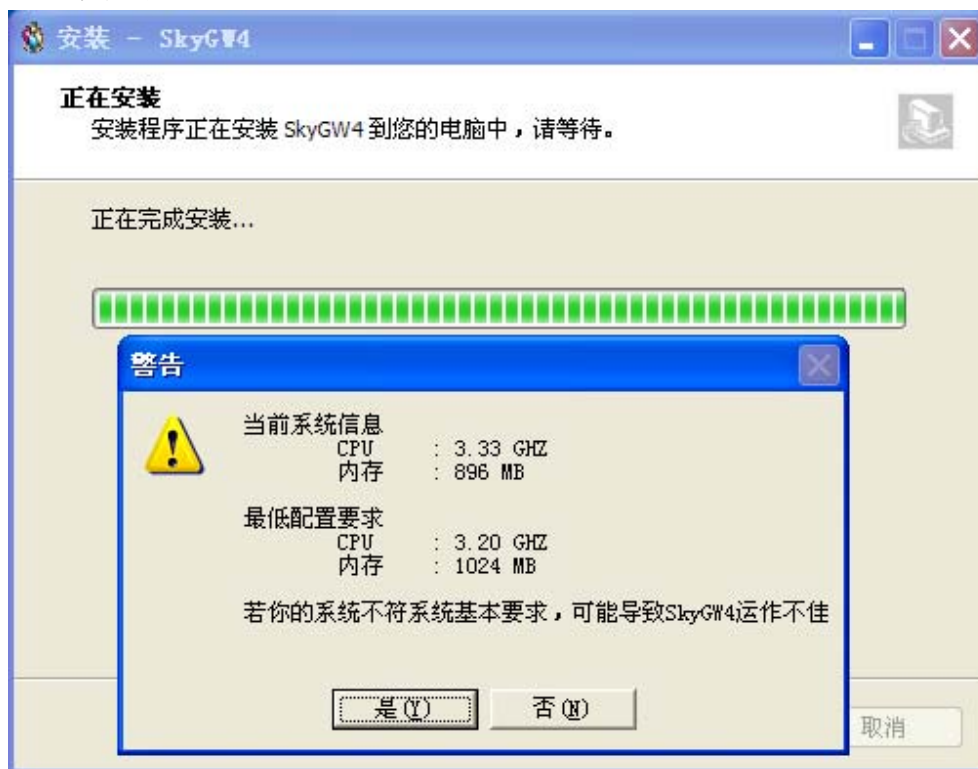 安装 - SkyGW4
正在安装
安装程序正在安装 SkyGW4 到您的电脑中，请等待。
正在完成安装...
警告
当前系统信息
CPU : 3.33 GHZ
内存 : 896 MB
最低配置要求
CPU : 3.20 GHZ
内存 : 1024 MB
若你的系统不符系统基本要求，可能导致SkyGW4运作不佳
是(Y) 否(N)
取消